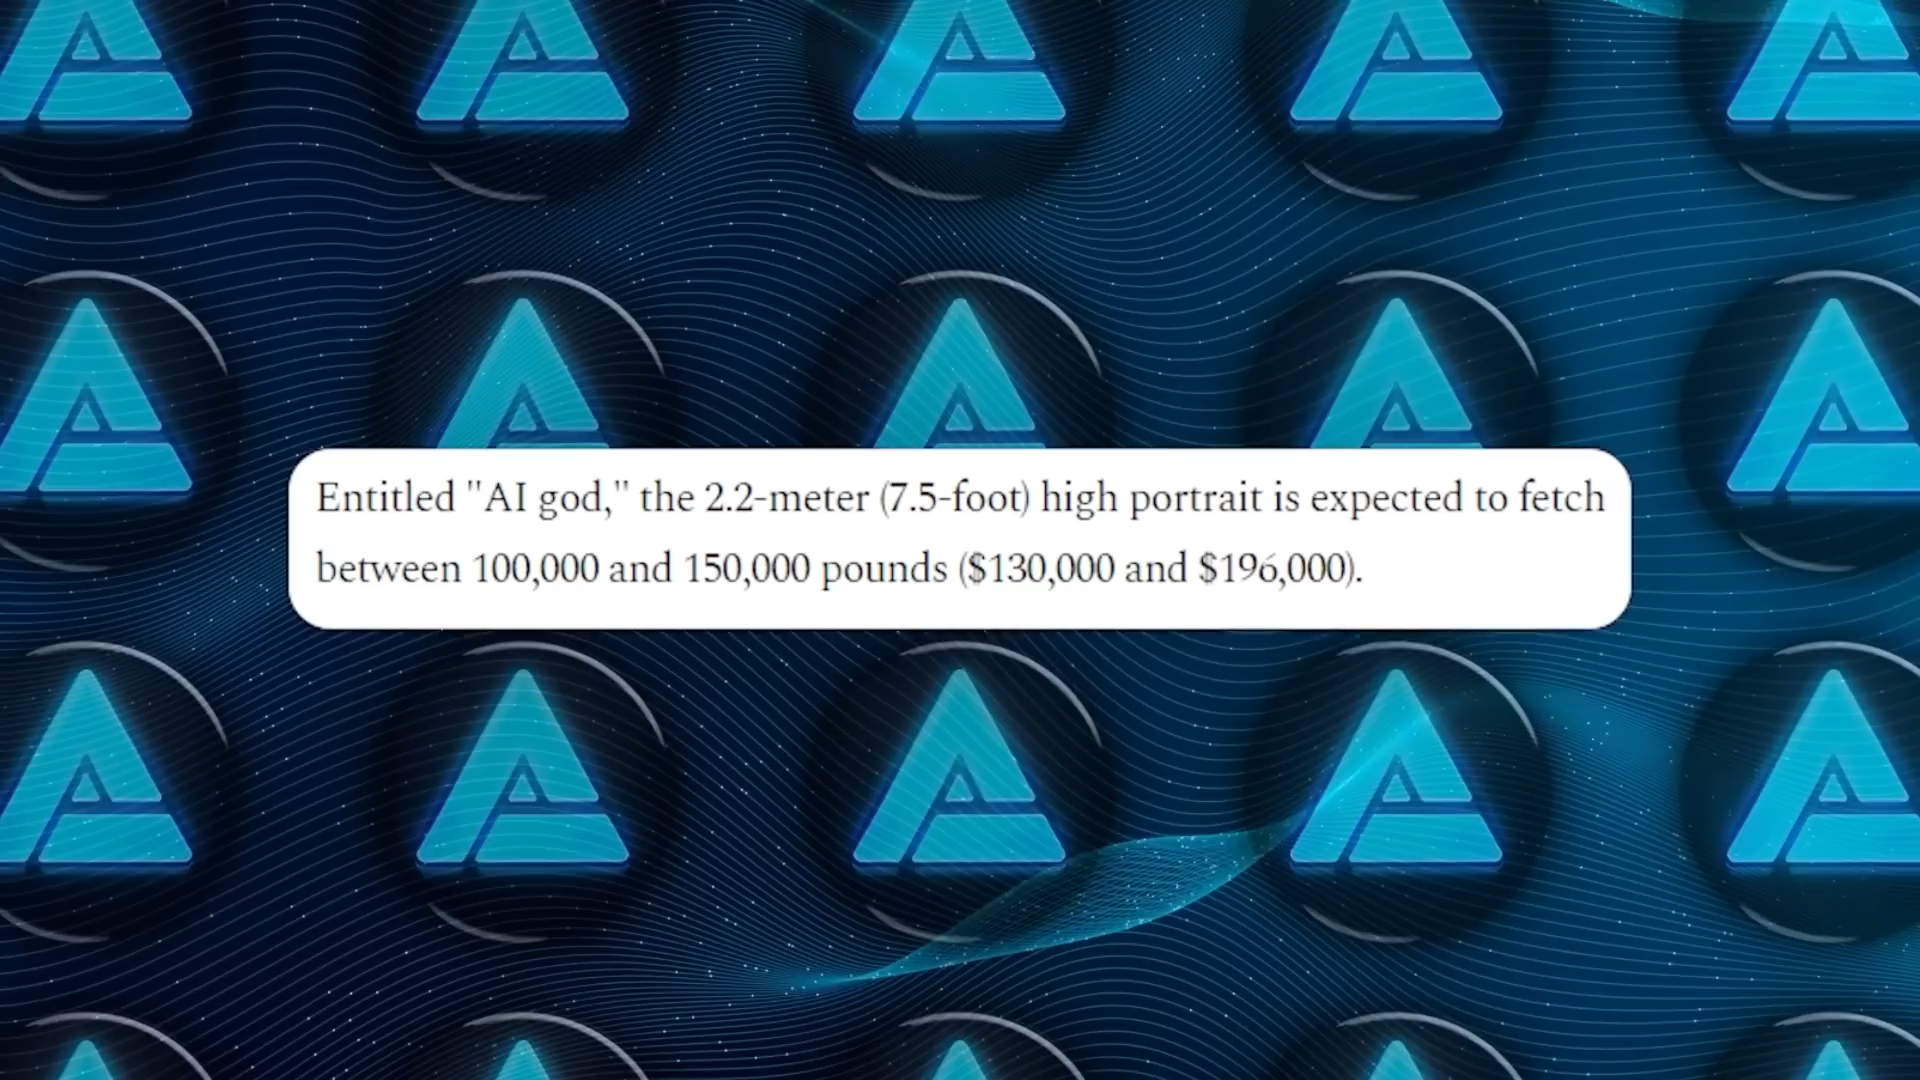 Entitled "AI god," the 2.2-meter (7.5-foot) high portrait is expected to fetch
between 100,000 and 150,000 pounds ($130,000 and $196,000).